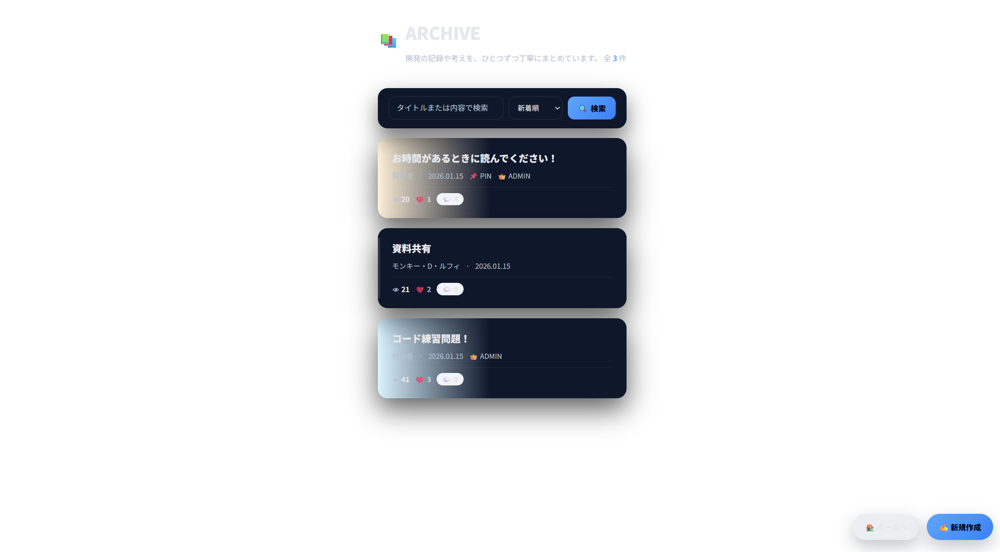 ARCHIVE
開発の記録や考えを、ひとつずつ丁寧にまとめています。 全 3 件
タイトルまたは内容で検索
新着順
検索
お時間があるときに読んでください！
管理者 · 2026.01.15 PIN ADMIN
20 1 4
資料共有
モンキー・D・ルフィ · 2026.01.15
21 2 9
コード練習問題！
管理者 · 2026.01.15 ADMIN
41 3 8
ホームへ
新規作成